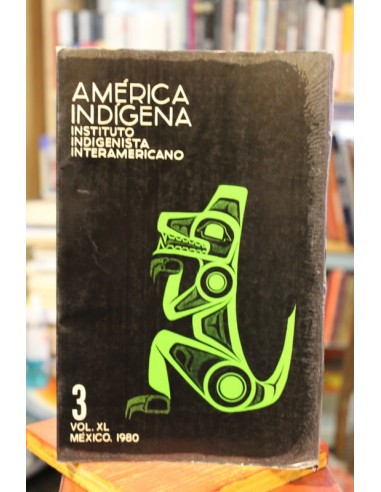 AMÉRICA
INDÍGENA
INSTITUTO
INDIGENISTA
INTERAMERICANO
3
VOL. XL
MÉXICO, 1980